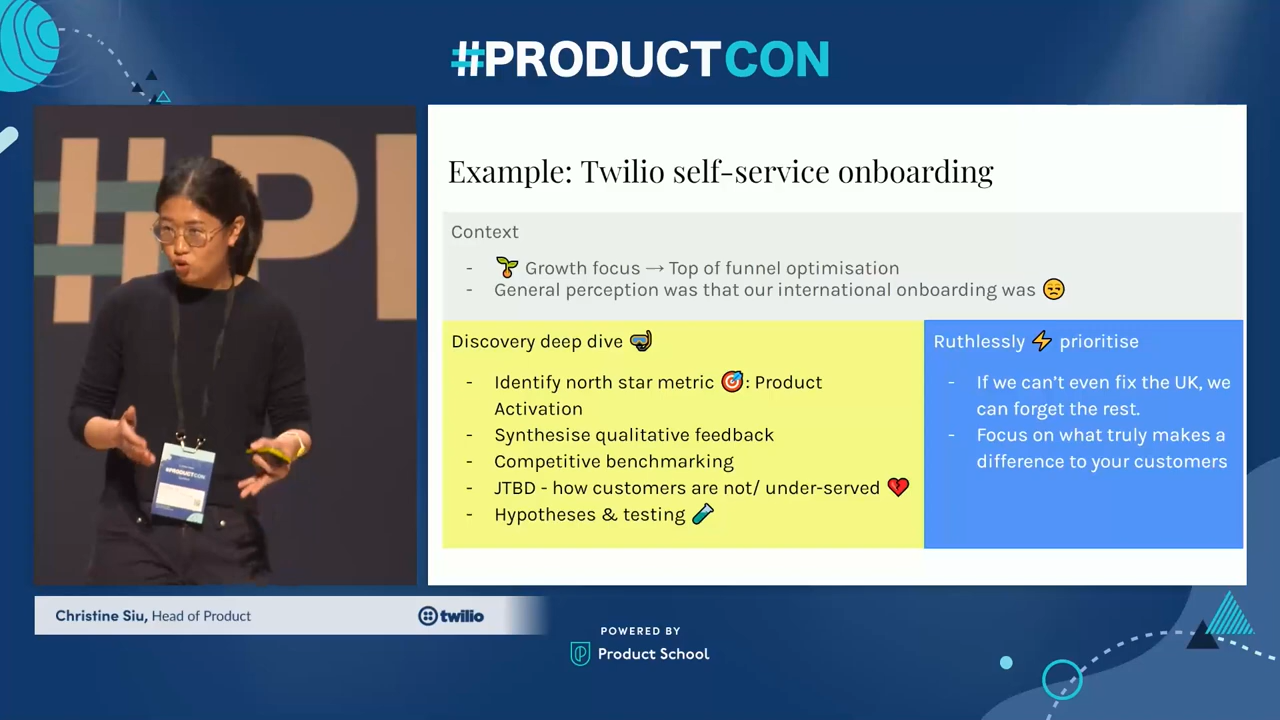 #PRODUCTCON
#P
Example: Twilio self-service onboarding
Context
- 🌱 Growth focus → Top of funnel optimisation
- General perception was that our international onboarding was 😒
Discovery deep dive 🤿
- Identify north star metric 🎯: Product
Activation
- Synthesise qualitative feedback
- Competitive benchmarking
- JTBD - how customers are not/ under-served 💔
- Hypotheses & testing 🧪
Ruthlessly ⚡ prioritise
- If we can't even fix the UK, we
can forget the rest.
- Focus on what truly makes a
difference to your customers
#PRODUCTCON
Christine Siu, Head of Product
twilio
POWERED BY
Product School